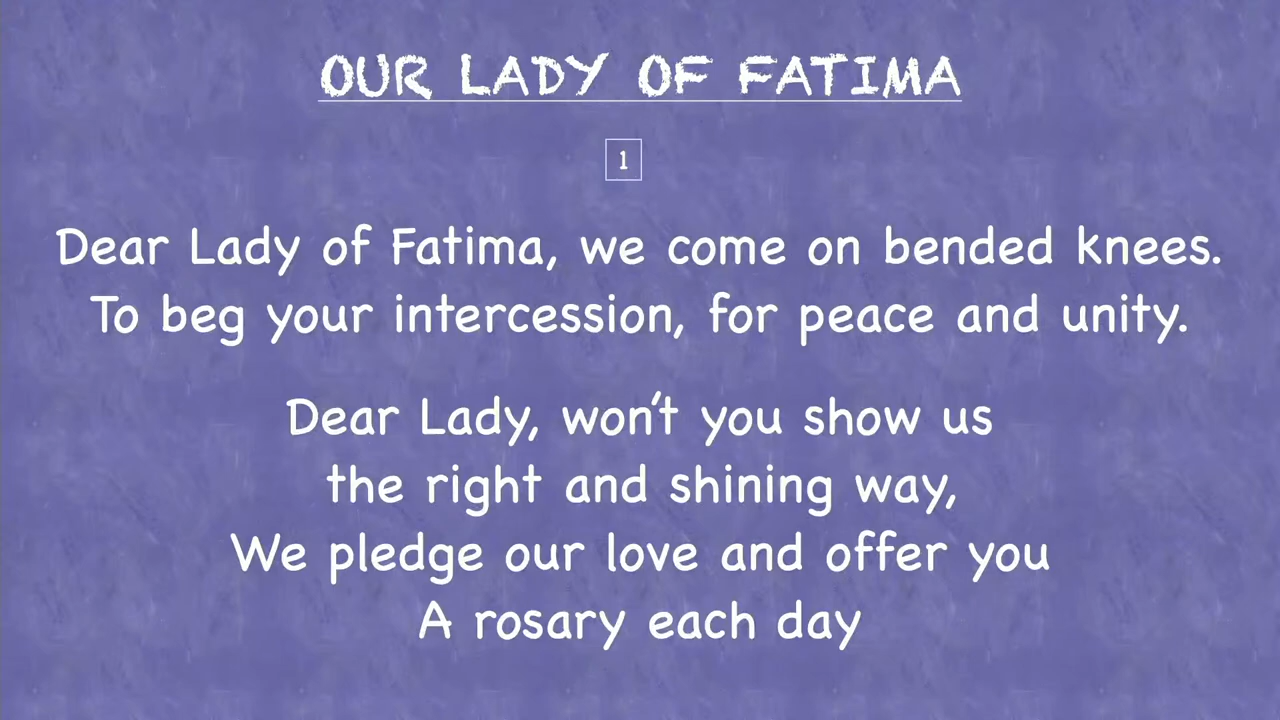 OUR LADY OF FATIMA
1
Dear Lady of Fatima, we come on bended knees.
To beg your intercession, for peace and unity.
Dear Lady, won't you show us
the right and shining way,
We pledge our love and offer you
A rosary each day